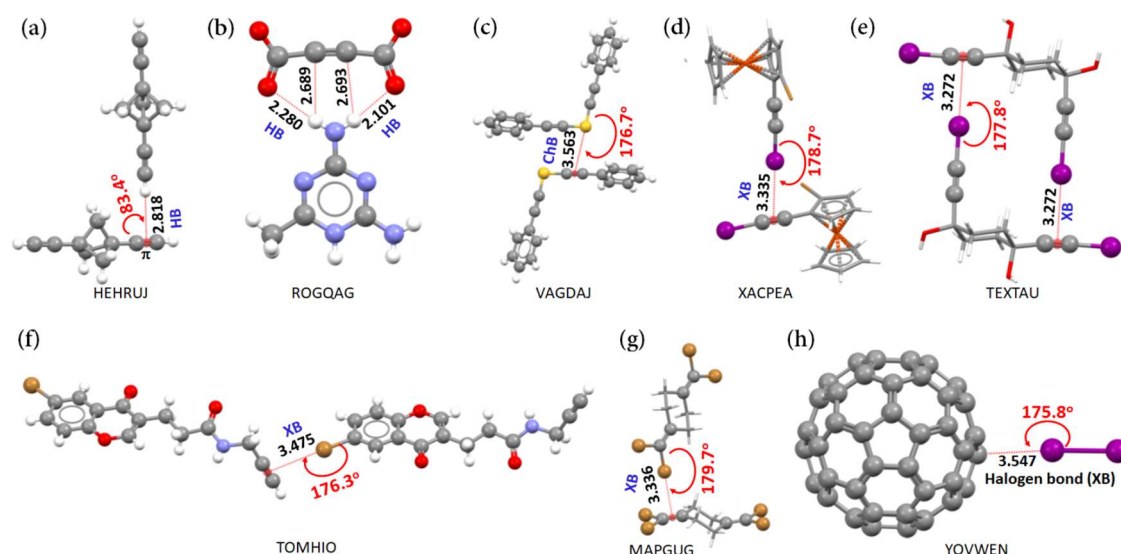 (a)
83.4°
2.818
HB
π
HEHRUJ
(b)
2.689
2.693
2.280
HB
2.101
HB
ROGQAG
(c)
ChB
3.563
176.7°
VAGDAJ
(d)
XB
3.335
178.7°
XACPEA
(e)
XB
3.272
177.8°
3.272
XB
TEXTAU
(f)
XB
3.475
176.3°
TOMHIO
(g)
XB
3.336
179.7°
MAPGUG
(h)
175.8°
3.547
Halogen bond (XB)
YOVWEN